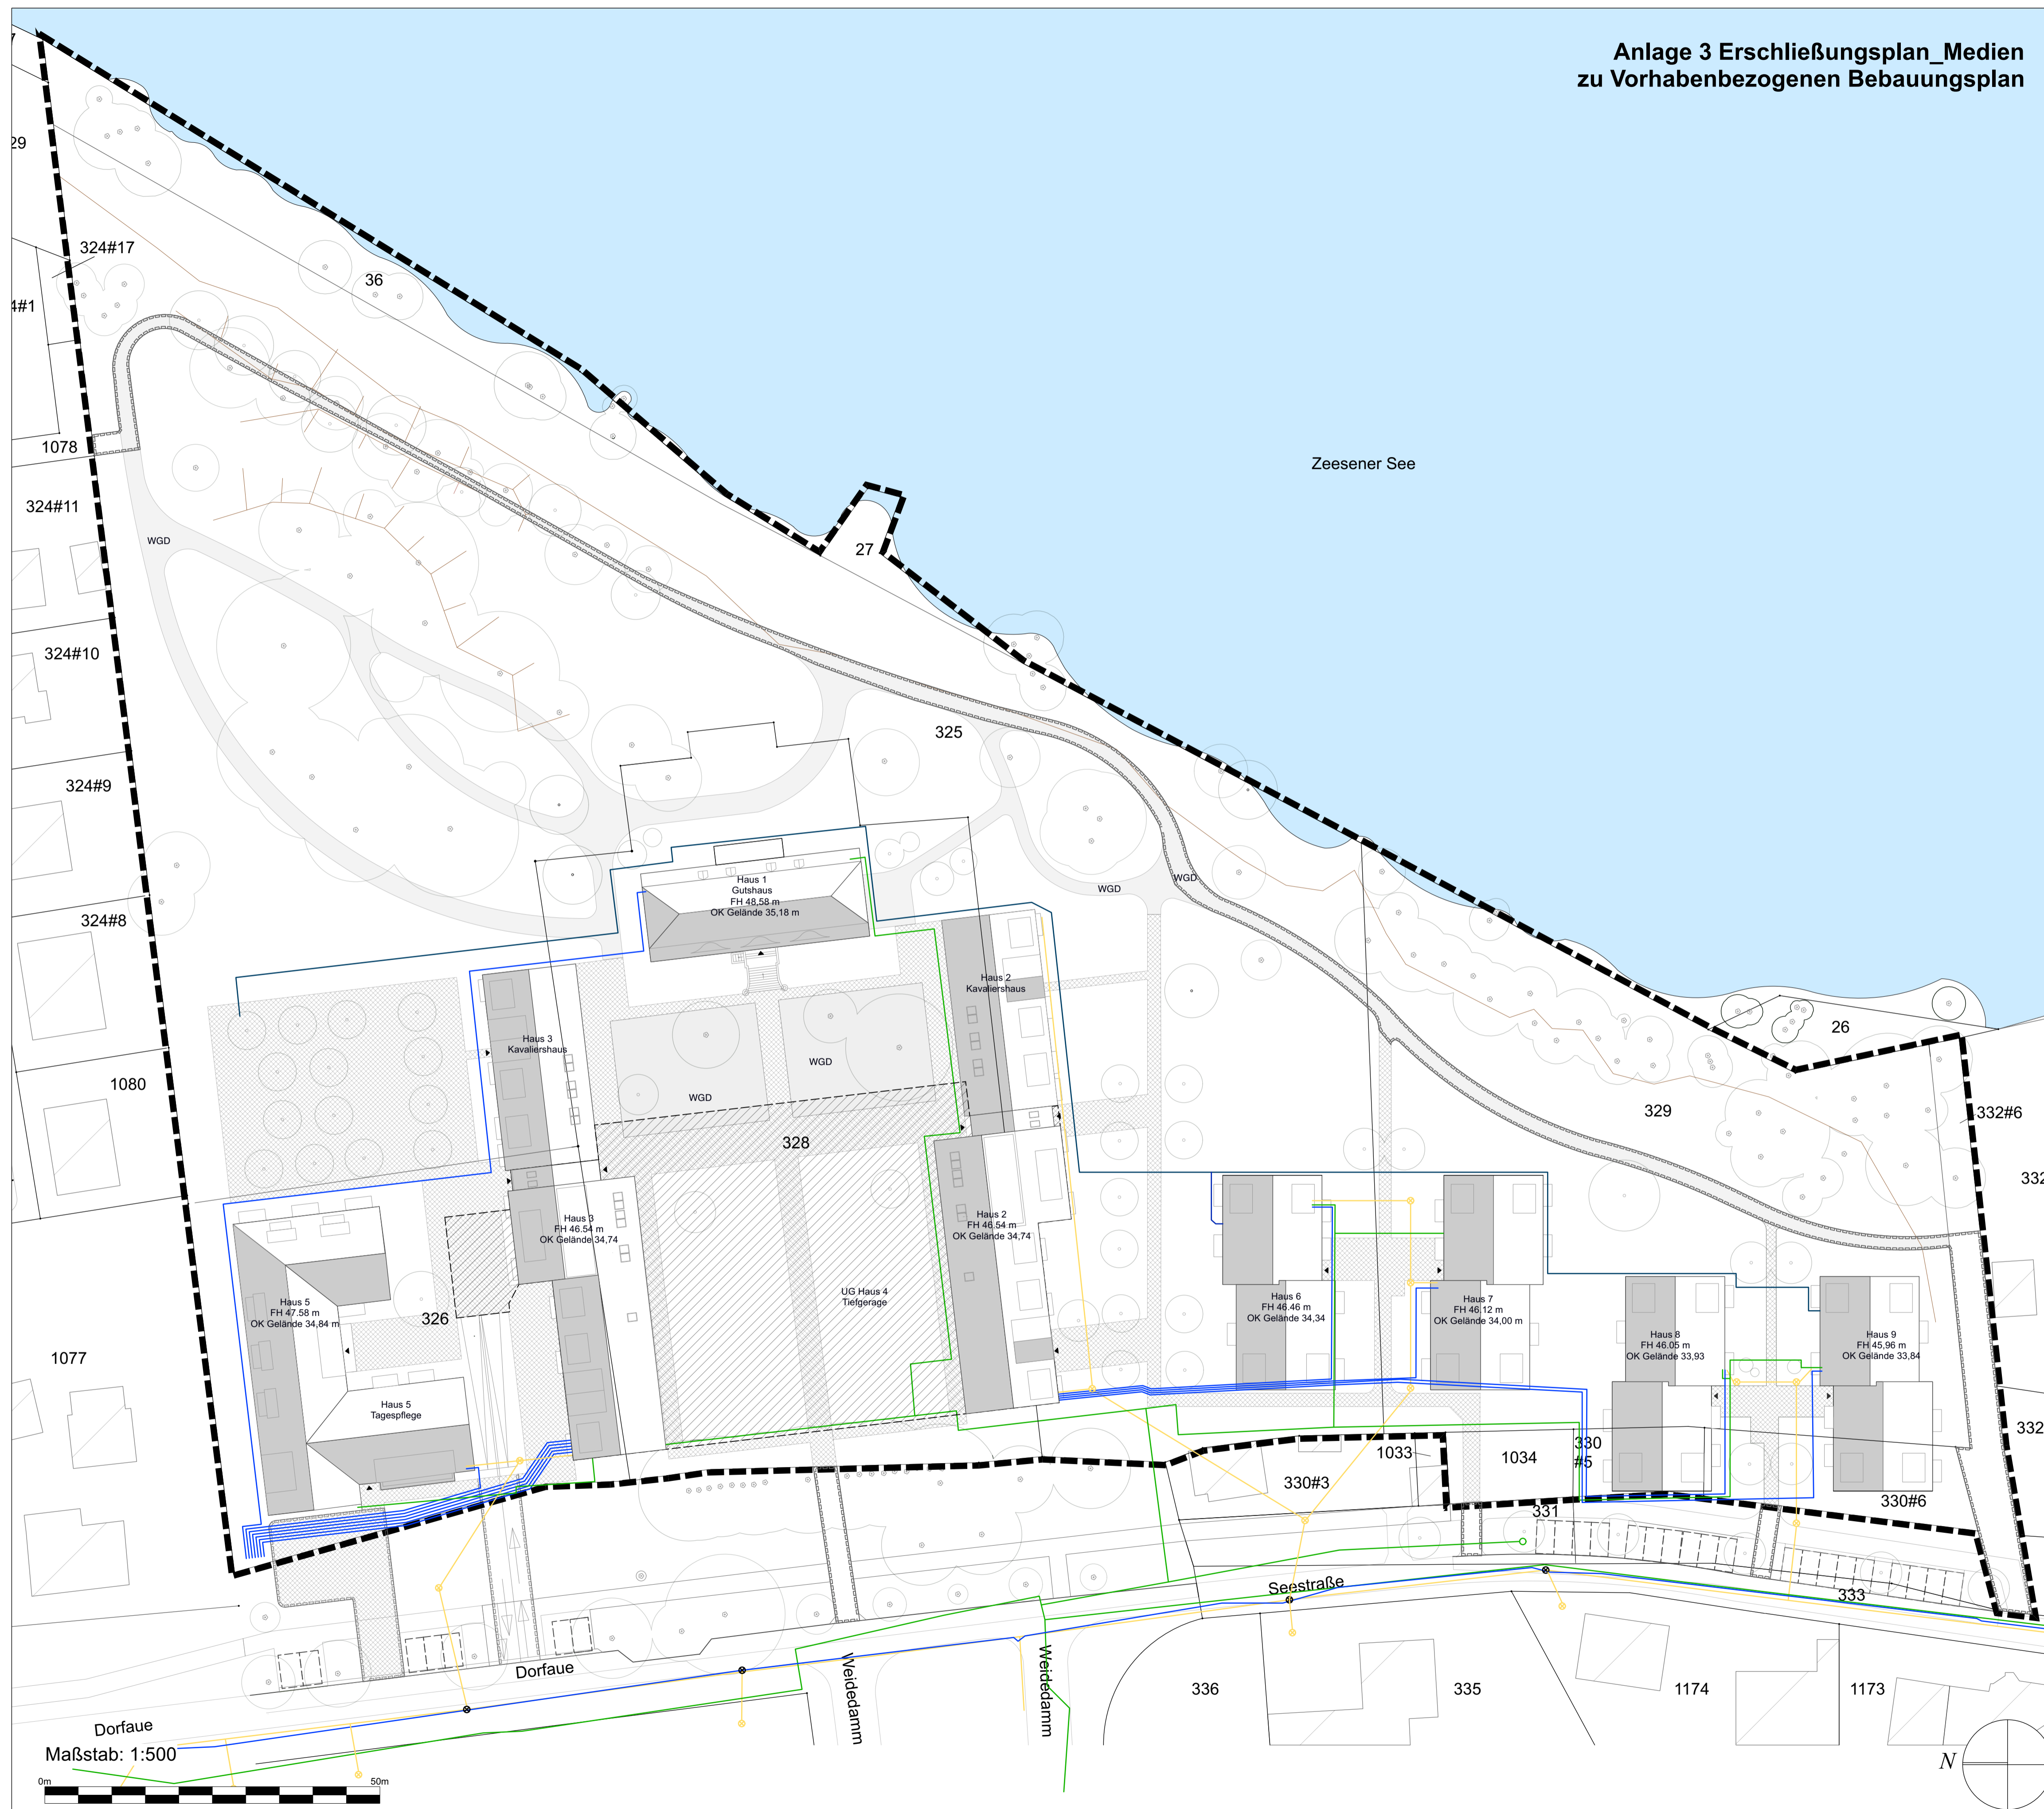 Anlage 3 Erschließungsplan_Medien
zu Vorhabenbezogenen Bebauungsplan
29
324#17
36
4#1
1078
Zeesener See
324#11
WGD
27
324#10
325
324#9
Haus 1
Gutshaus
FH 48,58 m
OK Gelände 35,18 m
WGD
WGD
324#8
Haus 2
Kavaliershaus
26
Haus 3
Kavaliershaus
WGD
WGD
1080
329
332#6
328
332
Haus 3
FH 46.54 m
OK Gelände 34,74
Haus 2
FH 46.54 m
OK Gelände 34,74
UG Haus 4
Tiefgerage
Haus 5
FH 47.58 m
OK Gelände 34,84 m
326
Haus 6
FH 46.46 m
OK Gelände 34,34
Haus 7
FH 46.12 m
OK Gelände 34,00 m
Haus 8
FH 46.05 m
OK Gelände 33,93
Haus 9
FH 45,96 m
OK Gelände 33,84
1077
Haus 5
Tagespflege
332
1033
330
#5
1034
330#3
330#6
331
Seestraße
333
Dorfaue
Weidedamm
Weidedamm
336
335
1174
1173
Dorfaue
Maßstab: 1:500
0m
50m
N